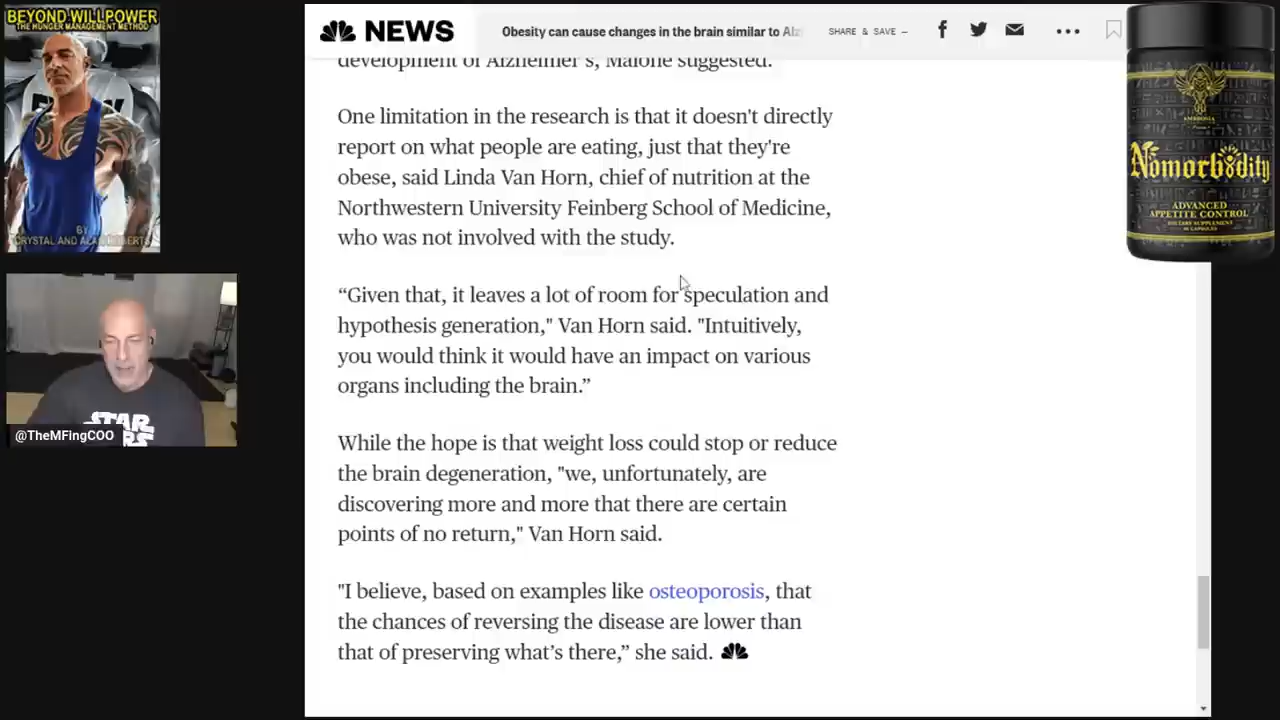 BEYOND WILLPOWER
THE HUNGER MANAGEMENT METHOD
BY
CRYSTAL AND
@TheMFIngCOO
STAR
NEWS
Obesity can cause changes in the brain similar to Alz
SHARE & SAVE —
development of Alzheimer's, Malone suggested.
One limitation in the research is that it doesn't directly
report on what people are eating, just that they're
obese, said Linda Van Horn, chief of nutrition at the
Northwestern University Feinberg School of Medicine,
who was not involved with the study.
“Given that, it leaves a lot of room for speculation and
hypothesis generation," Van Horn said. "Intuitively,
you would think it would have an impact on various
organs including the brain.”
While the hope is that weight loss could stop or reduce
the brain degeneration, "we, unfortunately, are
discovering more and more that there are certain
points of no return," Van Horn said.
"I believe, based on examples like osteoporosis, that
the chances of reversing the disease are lower than
that of preserving what’s there,” she said.
AMBROSIA
Nomorbidity
ADVANCED
APPETITE CONTROL
DIETARY SUPPLEMENT
CAPSULES